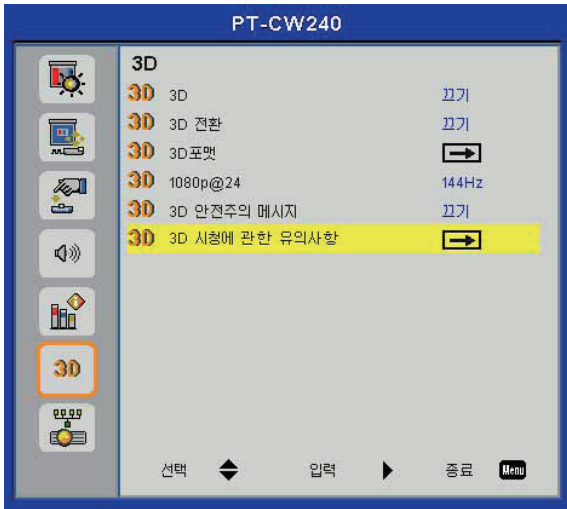 PT-CW240
3D
3D 3D 끄기
3D 3D 전환 끄기
3D 3D포맷
3D 1080p@24 144Hz
3D 3D 안전주의 메시지 끄기
3D 3D 시청에 관한 유의사항
3D
선택 입력 종료 Menu